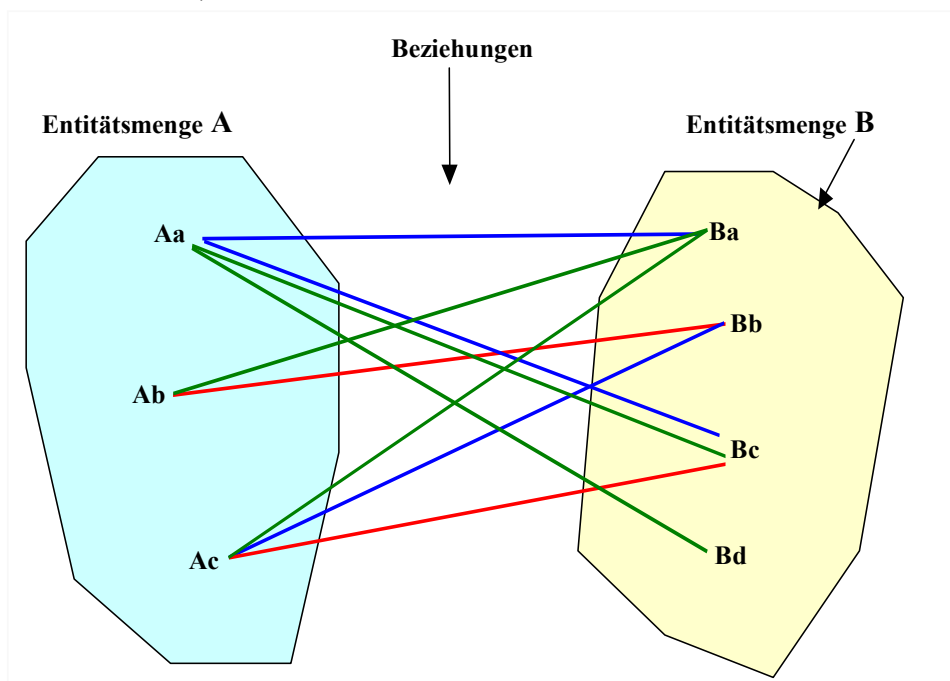 Beziehungen
Entitätsmenge A
Entitätsmenge B
Aa
Ba
Bb
Ab
Bc
Ac
Bd